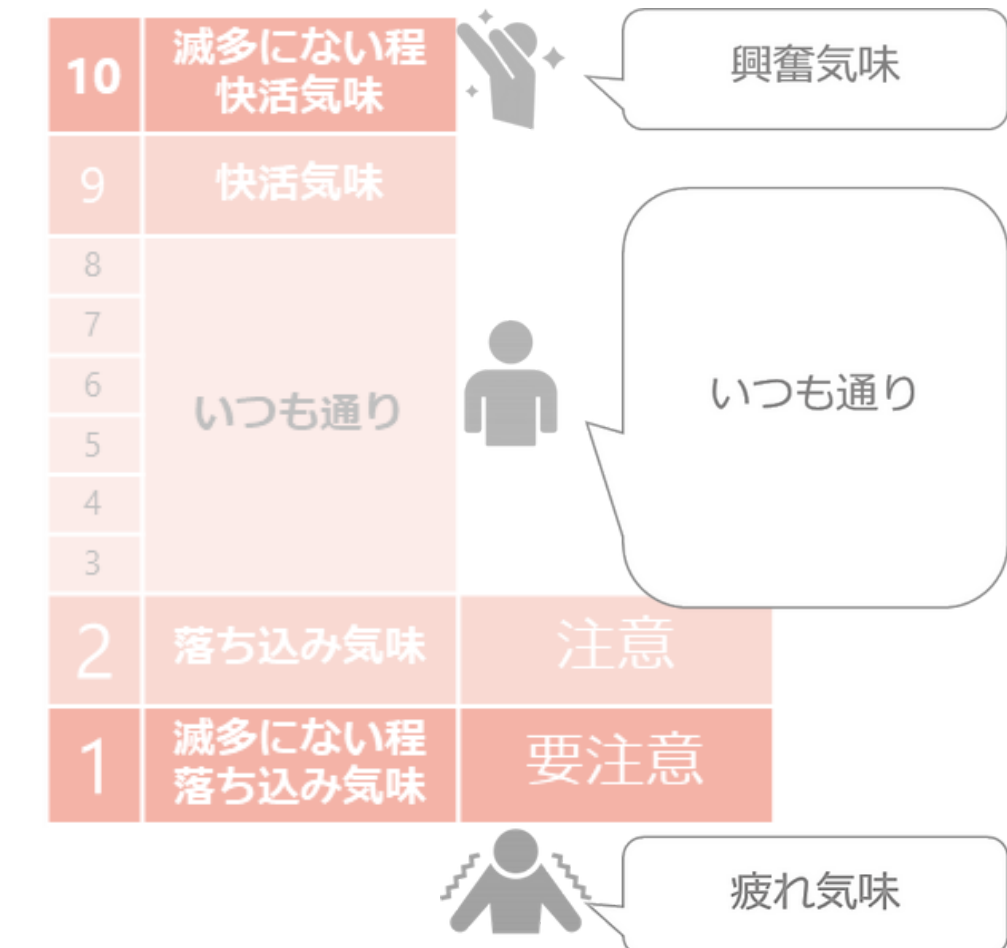 10
滅多にない程
快活気味
興奮気味
9
快活気味
8
7
6
5
4
3
いつも通り
いつも通り
2
落ち込み気味
注意
1
滅多にない程
落ち込み気味
要注意
疲れ気味